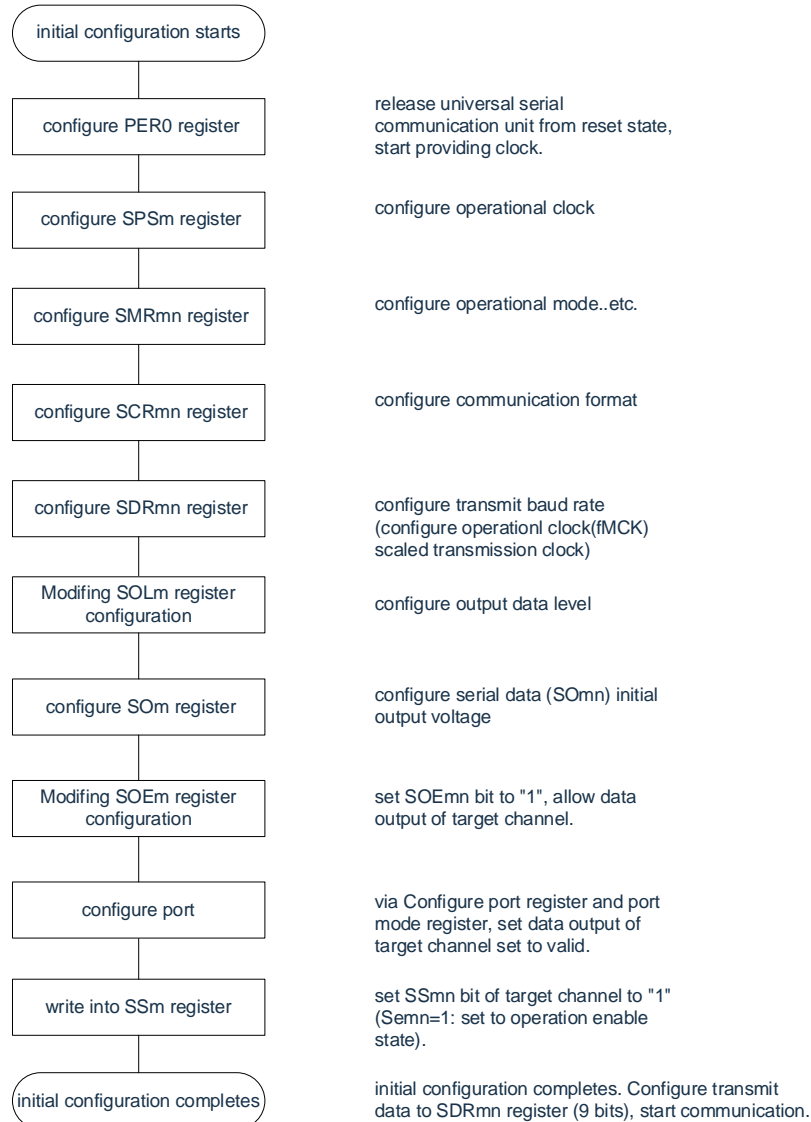 initial configuration starts
configure PER0 register
release universal serial
communication unit from reset state,
start providing clock.
configure SPSm register
configure operational clock
configure SMRmn register
configure operational mode..etc.
configure SCRmn register
configure communication format
configure SDRmn register
configure transmit baud rate
(configure operationl clock(fMCK)
scaled transmission clock)
Modifing SOLm register
configuration
configure output data level
configure SOm register
configure serial data (SOmn) initial
output voltage
Modifing SOEm register
configuration
set SOEmn bit to "1", allow data
output of target channel.
configure port
via Configure port register and port
mode register, set data output of
target channel set to valid.
write into SSm register
set SSmn bit of target channel to "1"
(Semn=1: set to operation enable
state).
initial configuration completes
initial configuration completes. Configure transmit
data to SDRmn register (9 bits), start communication.